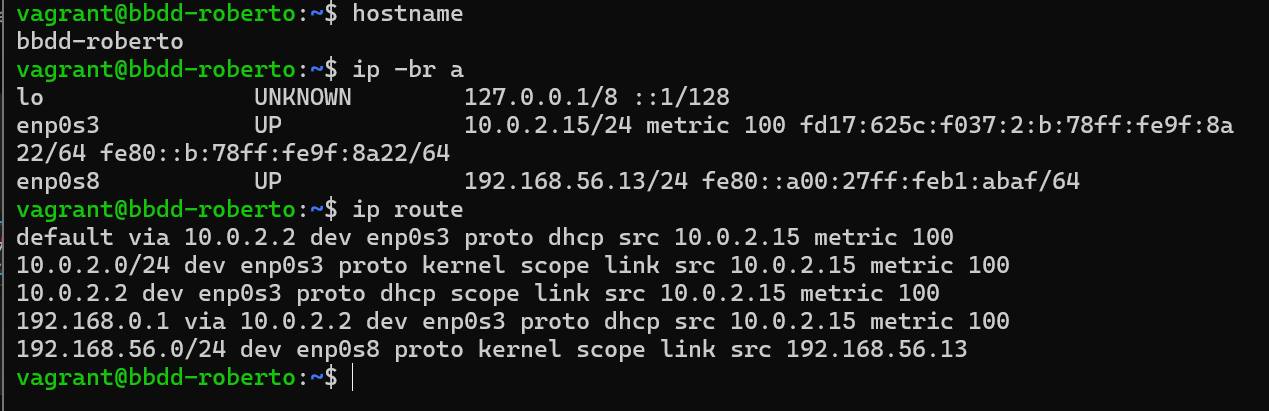 vagrant@bbdd-roberto:~$ hostname
bbdd-roberto
vagrant@bbdd-roberto:~$ ip -br a
lo               UNKNOWN        127.0.0.1/8 ::1/128
enp0s3           UP             10.0.2.15/24 metric 100 fd17:625c:f037:2:b:78ff:fe9f:8a
22/64 fe80::b:78ff:fe9f:8a22/64
enp0s8           UP             192.168.56.13/24 fe80::a00:27ff:feb1:abaf/64
vagrant@bbdd-roberto:~$ ip route
default via 10.0.2.2 dev enp0s3 proto dhcp src 10.0.2.15 metric 100
10.0.2.0/24 dev enp0s3 proto kernel scope link src 10.0.2.15 metric 100
10.0.2.2 dev enp0s3 proto dhcp scope link src 10.0.2.15 metric 100
192.168.0.1 via 10.0.2.2 dev enp0s3 proto dhcp src 10.0.2.15 metric 100
192.168.56.0/24 dev enp0s8 proto kernel scope link src 192.168.56.13
vagrant@bbdd-roberto:~$